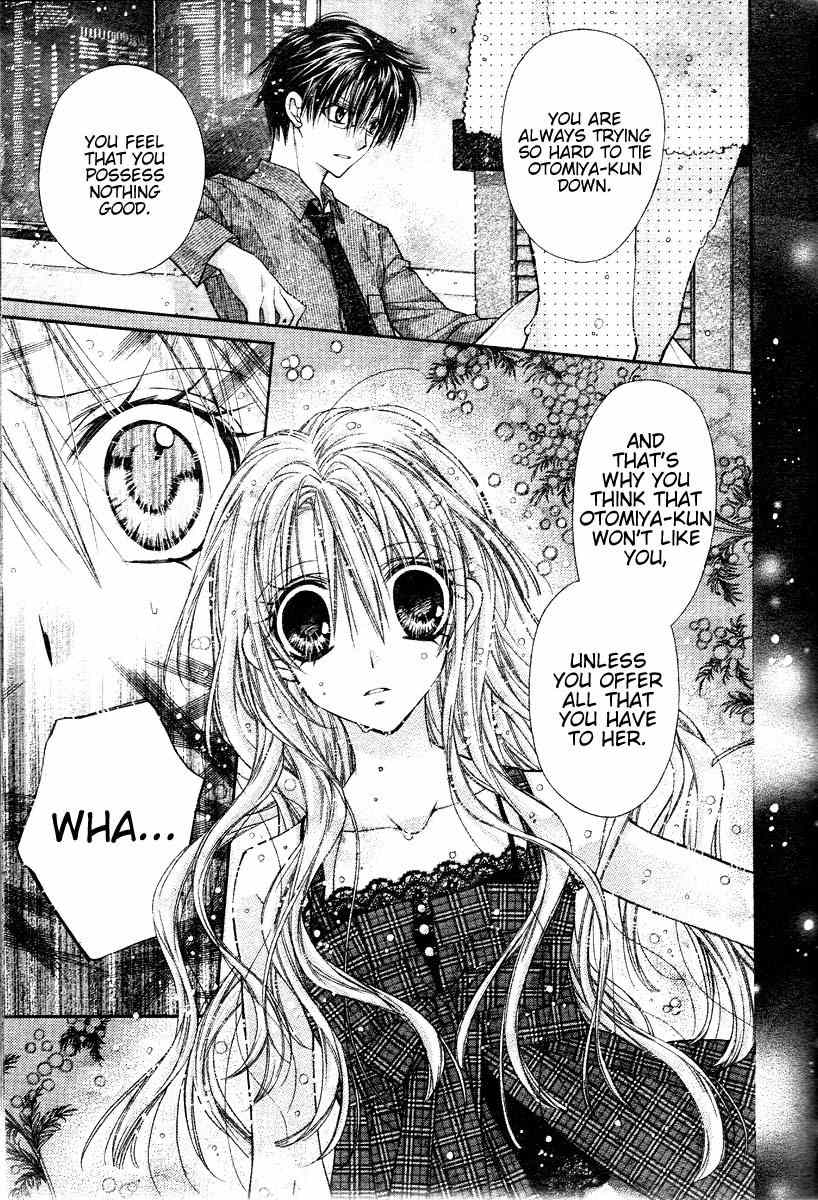 YOU ARE
ALWAYS TRYING
SO HARD TO TIE
OTOMIYA-KUN
DOWN.
YOU FEEL
THAT YOU
POSSESS
NOTHING
GOOD.
AND
THAT'S
WHY YOU
THINK THAT
OTOMIYA-KUN
WON'T LIKE
YOU,
UNLESS
YOU OFFER
ALL THAT
YOU HAVE
TO HER.
WHA...